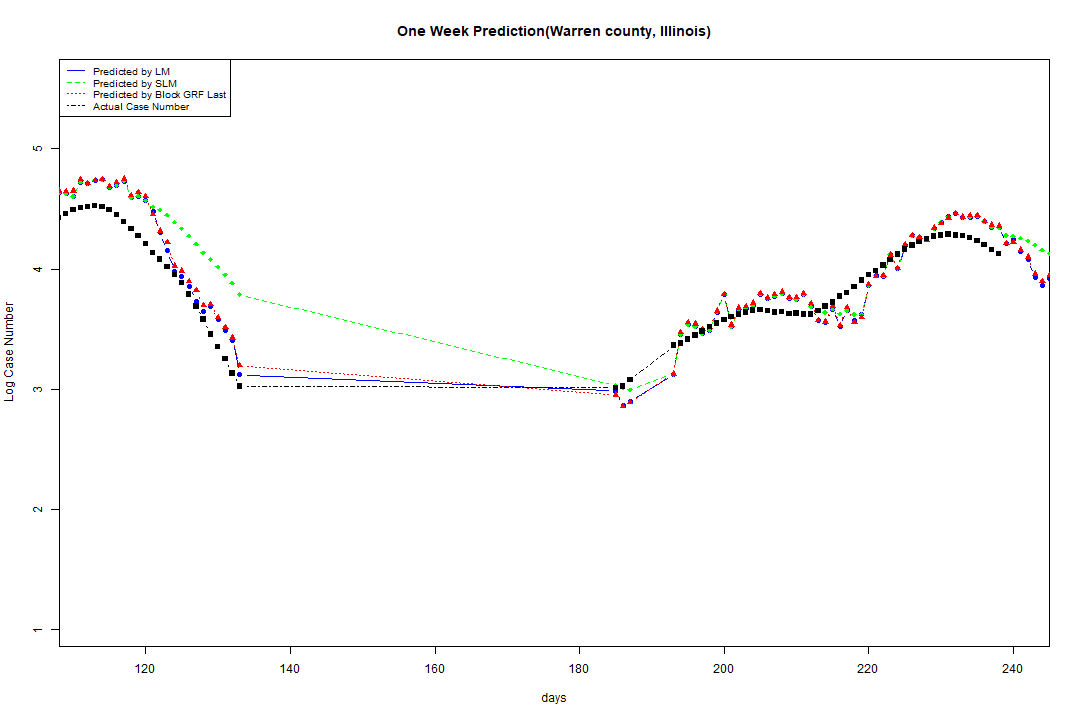 One Week Prediction(Warren county, Illinois)
Predicted by LM
Predicted by SLM
Predicted by Block GRF Last
Actual Case Number
Log Case Number
5
4
3
2
1
120 140 160 180 200 220 240
days